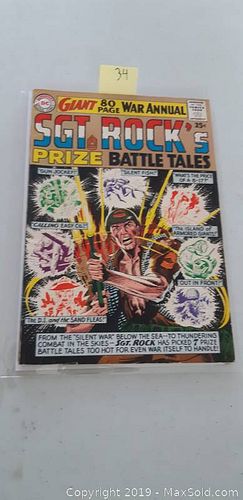 34
DC
GIANT 80 PAGE WAR ANNUAL
25¢
SGT. ROCK's
PRIZE BATTLE TALES
"GUN JOCKEY!"
"SILENT FISH!"
"WHAT'S THE PRICE OF A B-17?"
"CALLING EASY CO.!"
"THE ISLAND OF ARMORED GIANTS!"
"OUT IN FRONT!"
"The D.I. and the SAND FLEAS!"
FROM THE "SILENT WAR" BELOW THE SEA--TO THUNDERING
COMBAT IN THE SKIES--SGT. ROCK HAS PICKED 7 PRIZE
BATTLE TALES TOO HOT FOR EVEN WAR ITSELF TO HANDLE!
Copyright 2019 - MaxSold.com